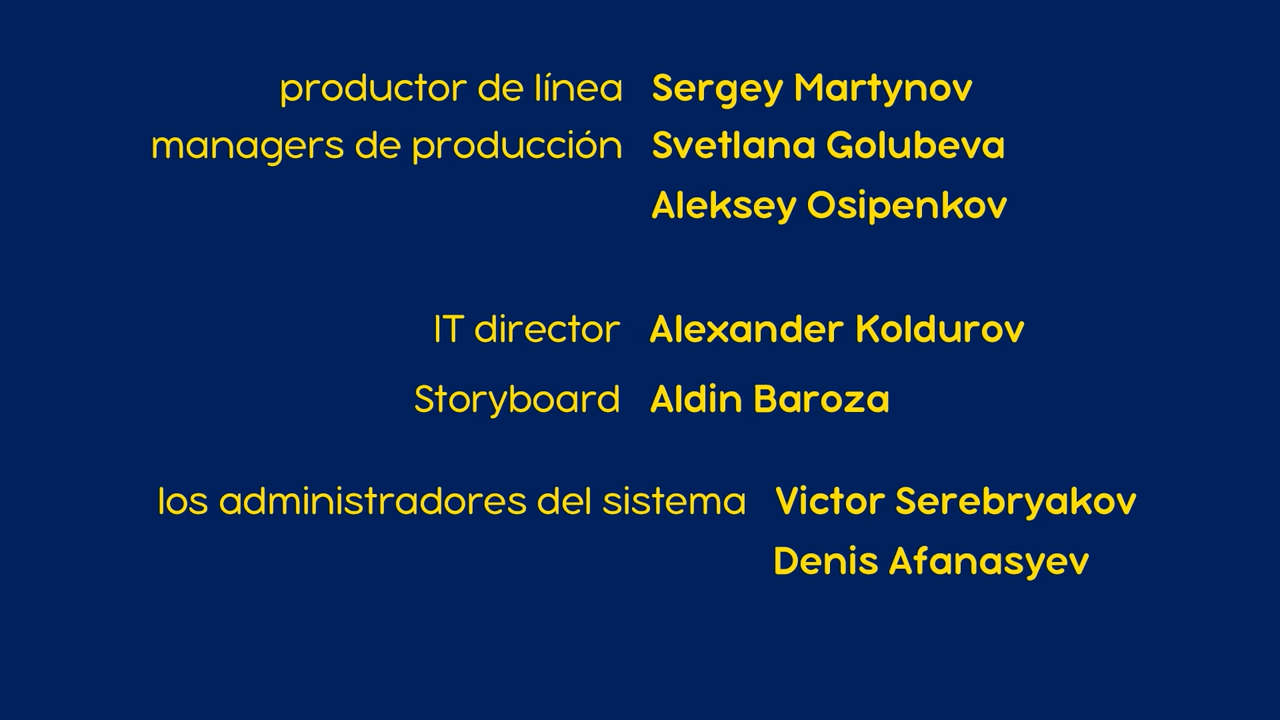 productor de línea Sergey Martynov
managers de producción Svetlana Golubeva
Aleksey Osipenkov
IT director Alexander Koldurov
Storyboard Aldin Baroza
los administradores del sistema Victor Serebryakov
Denis Afanasyev